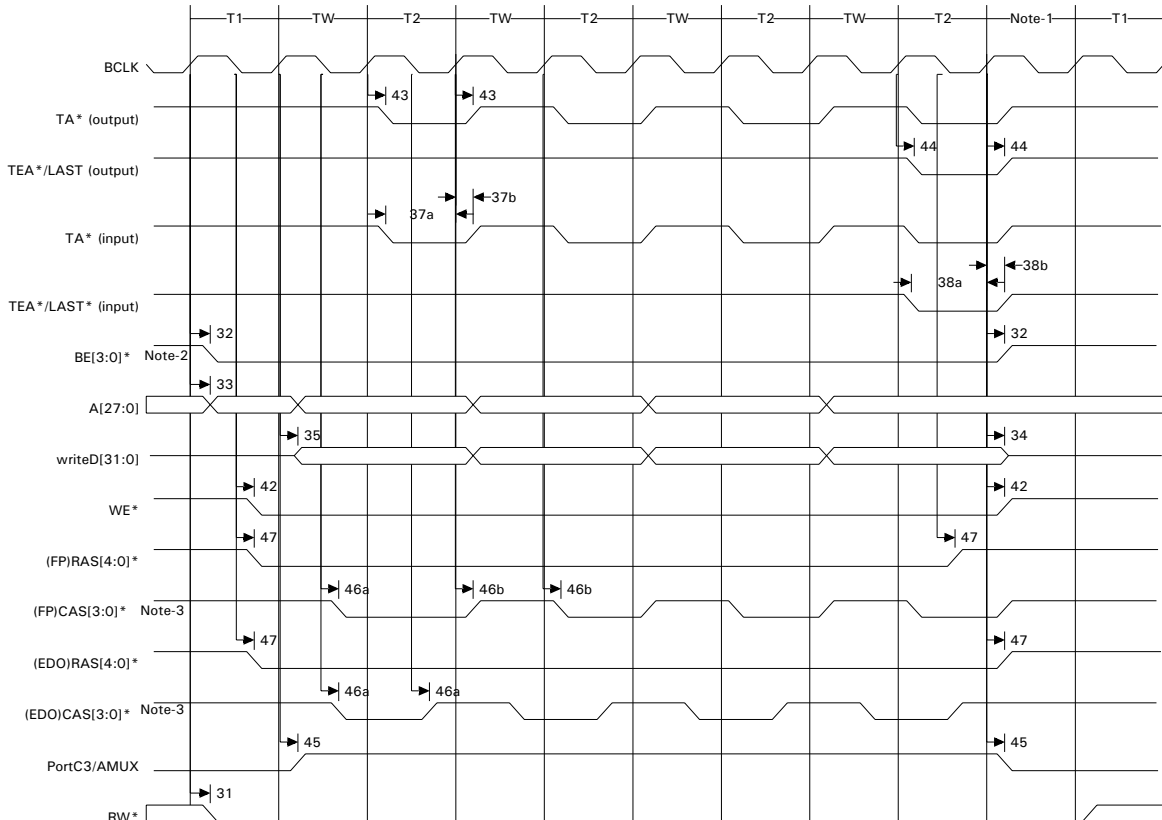 T1 TW T2 TW T2 TW T2 TW T2 Note-1 T1
BCLK
43 43
TA* (output)
44 44
TEA*/LAST (output)
37b
37a
TA* (input)
38b
38a
TEA*/LAST* (input)
32 32
BE[3:0]* Note-2
33
A[27:0]
35 34
writeD[31:0]
42 42
WE*
47 47
(FP)RAS[4:0]*
46a 46b 46b
(FP)CAS[3:0]* Note-3
47 47
(EDO)RAS[4:0]*
46a 46a
(EDO)CAS[3:0]* Note-3
45 45
PortC3/AMUX
31
RW*